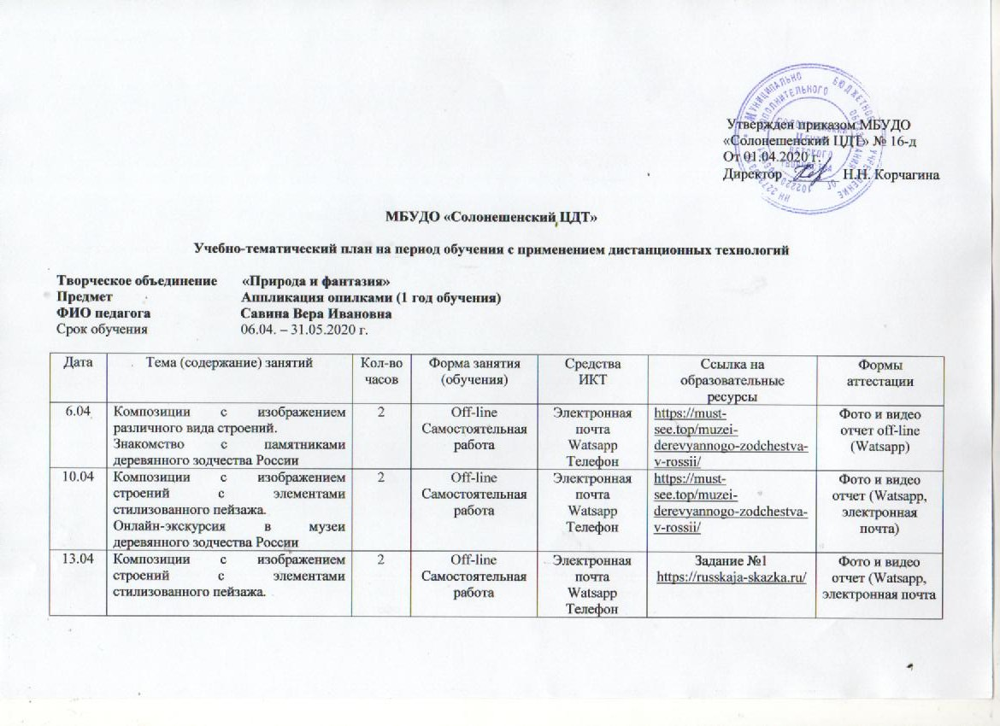 Утвержден приказом МБУДО
«Солонешенский ЦДТ» № 16-д
От 01.04.2020 г.
Директор Н.Н. Корчагина
МБУДО «Солонешенский ЦДТ»
Учебно-тематический план на период обучения с применением дистанционных технологий
Творческое объединение «Природа и фантазия»
Предмет Аппликация опилками (1 год обучения)
ФИО педагога Савина Вера Ивановна
Срок обучения 06.04. – 31.05.2020 г.
Дата
Тема (содержание) занятий
Кол-во
часов
Форма занятия
(обучения)
Средства
ИКТ
Ссылка на
образовательные
ресурсы
Формы
аттестации
6.04
Композиции с изображением
различного вида строений.
Знакомство с памятниками
деревянного зодчества России
2
Off-line
Самостоятельная
работа
Электронная
почта
Watsapp
Телефон
https://must-
see.top/muzei-
derevyannogo-zodchestva-
v-rossii/
Фото и видео
отчет off-line
(Watsapp)
10.04
Композиции с изображением
строений с элементами
стилизованного пейзажа.
Онлайн-экскурсия в музеи
деревянного зодчества России
2
Off-line
Самостоятельная
работа
Электронная
почта
Watsapp
Телефон
https://must-
see.top/muzei-
derevyannogo-zodchestva-
v-rossii/
Фото и видео
отчет (Watsapp,
электронная
почта)
13.04
Композиции с изображением
строений с элементами
стилизованного пейзажа.
2
Off-line
Самостоятельная
работа
Электронная
почта
Watsapp
Телефон
Задание №1
https://russkaja-skazka.ru/
Фото и видео
отчет (Watsapp,
электронная почта